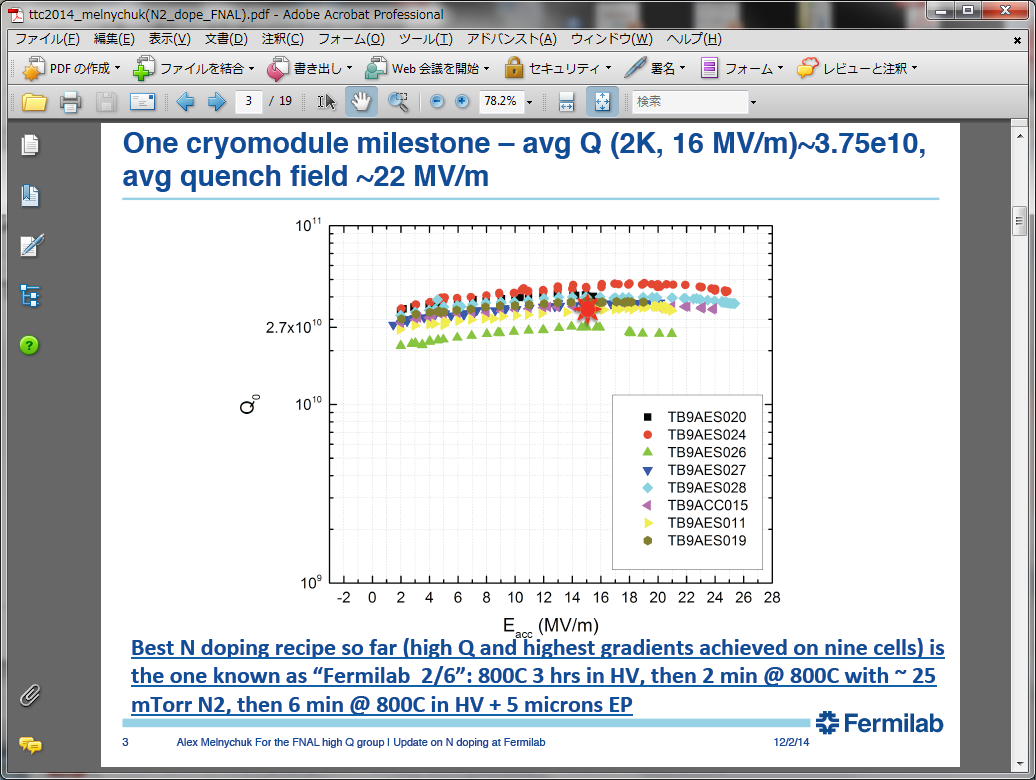 ttc2014_melnychuk(N2_dope_FNAL).pdf - Adobe Acrobat Professional
ファイル(F) 編集(E) 表示(V) 文書(D) 注釈(C) フォーム(O) ツール(T) アドバンスト(A) ウィンドウ(W) ヘルプ(H)
PDF の作成 ファイルを結合 書き出し Web 会議を開始 セキュリティ 署名 フォーム レビューと注釈
3 / 19 78.2% 検索
One cryomodule milestone – avg Q (2K, 16 MV/m)~3.75e10,
avg quench field ~22 MV/m
10^11
2.7x10^10
10^10
10^9
Q0
TB9AES020
TB9AES024
TB9AES026
TB9AES027
TB9AES028
TB9ACC015
TB9AES011
TB9AES019
-2 0 2 4 6 8 10 12 14 16 18 20 22 24 26 28
Eacc (MV/m)
Best N doping recipe so far (high Q and highest gradients achieved on nine cells) is
the one known as “Fermilab 2/6”: 800C 3 hrs in HV, then 2 min @ 800C with ~ 25
mTorr N2, then 6 min @ 800C in HV + 5 microns EP
Fermilab
3 Alex Melnychuk For the FNAL high Q group I Update on N doping at Fermilab 12/2/14